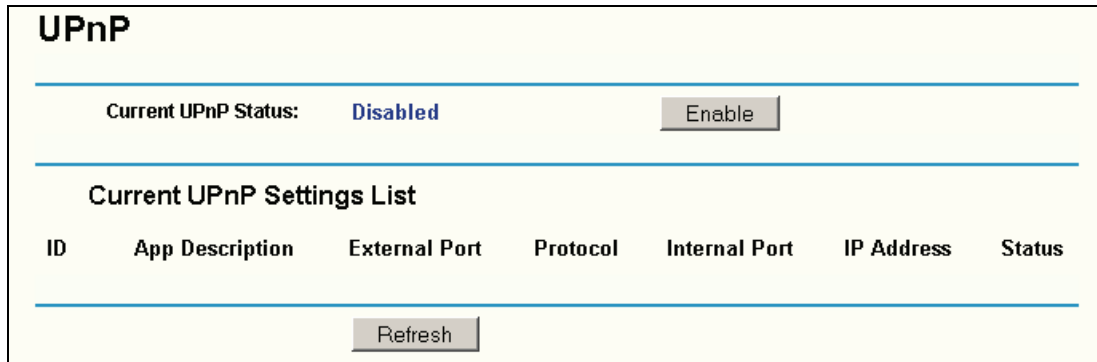 UPnP
Current UPnP Status: Disabled Enable
Current UPnP Settings List
ID App Description External Port Protocol Internal Port IP Address Status
Refresh